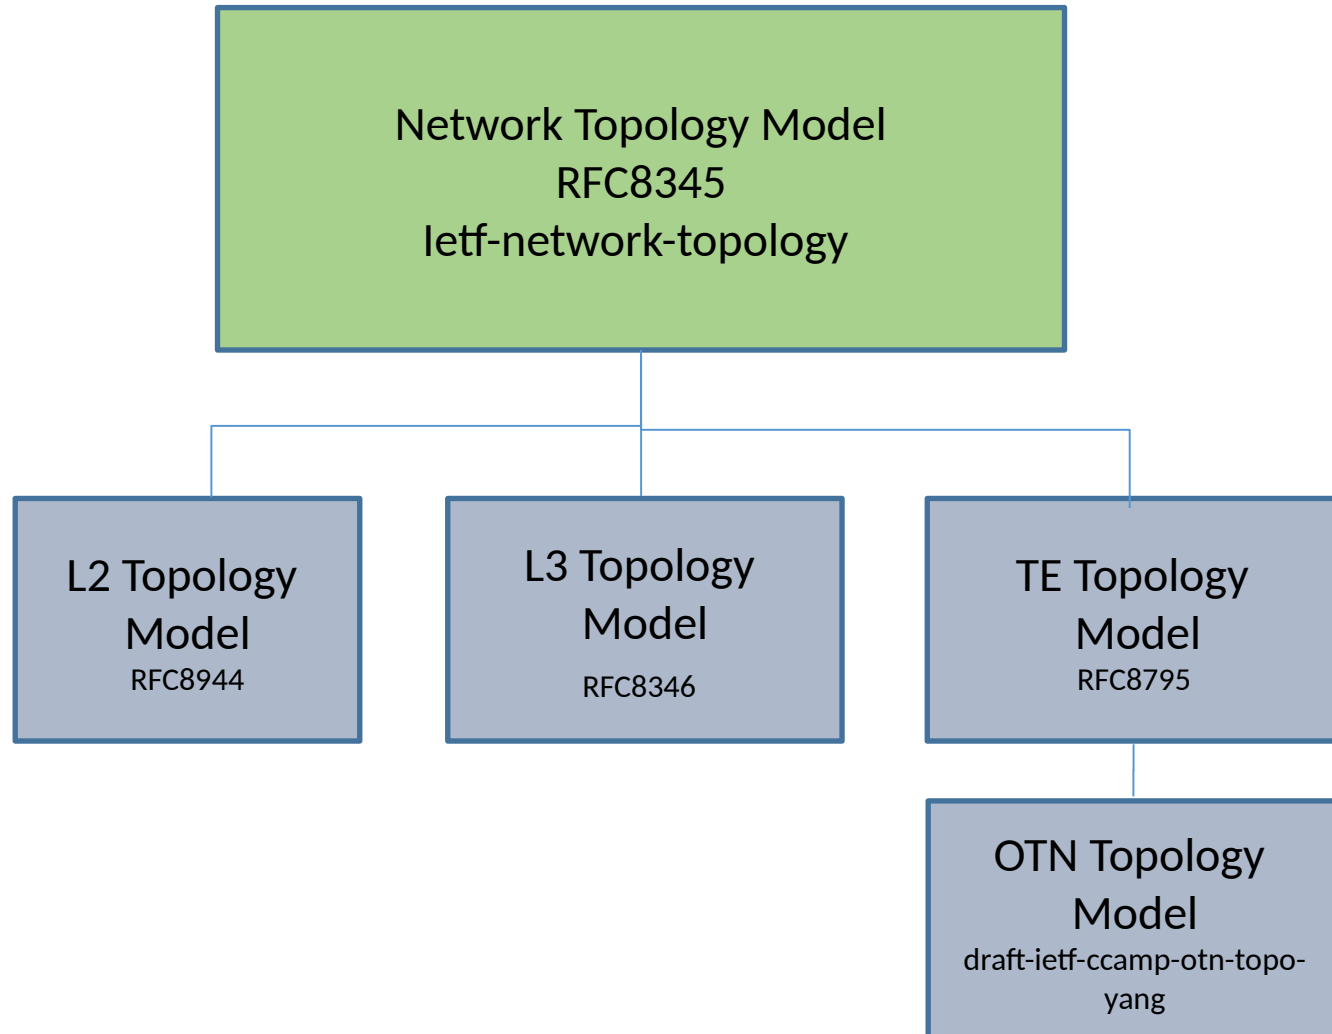 Network Topology Model
RFC8345
Ietf-network-topology
L2 Topology
Model
RFC8944
L3 Topology
Model
RFC8346
TE Topology
Model
RFC8795
OTN Topology
Model
draft-ietf-ccamp-otn-topo-
yang